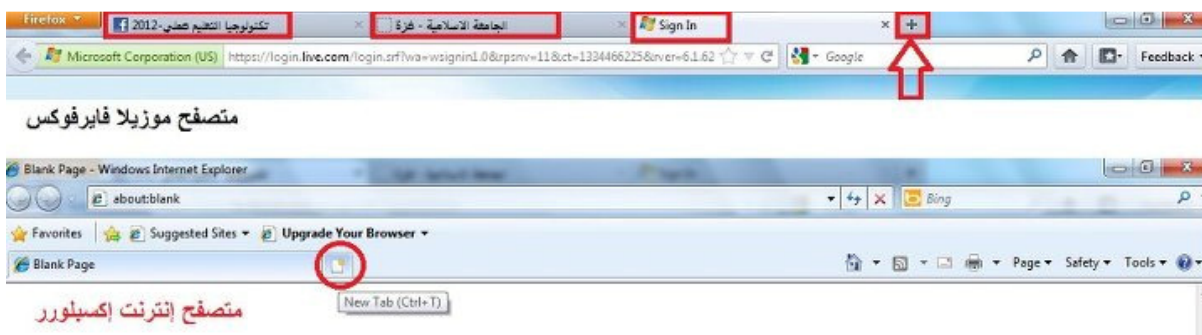 Firefox
تكنولوجيا التعليم عملي-2012
الجامعة الاسلامية - غزة
Sign In
Microsoft Corporation (US) https://login.live.com/login.srf?wa=wsignin1.0&rpsnv=11&ct=1334466225&rver=6.1.62 Google Feedback
متصفح موزيلا فايرفوكس
Blank Page - Windows Internet Explorer
about:blank Bing
Favorites Suggested Sites Upgrade Your Browser
Blank Page Page Safety Tools
New Tab (Ctrl+T)
متصفح إنترنت إكسبلورر